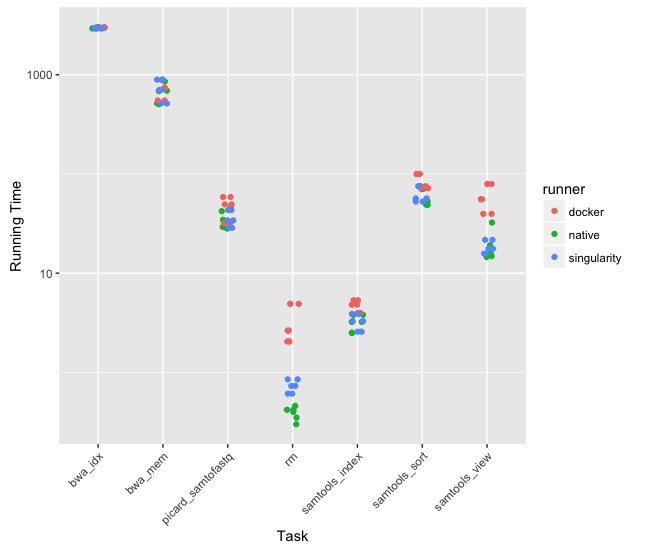 1000
10
Running Time
bwa_idx
bwa_mem
picard_samtofastq
rm
samtools_index
samtools_sort
samtools_view
Task
runner
docker
native
singularity